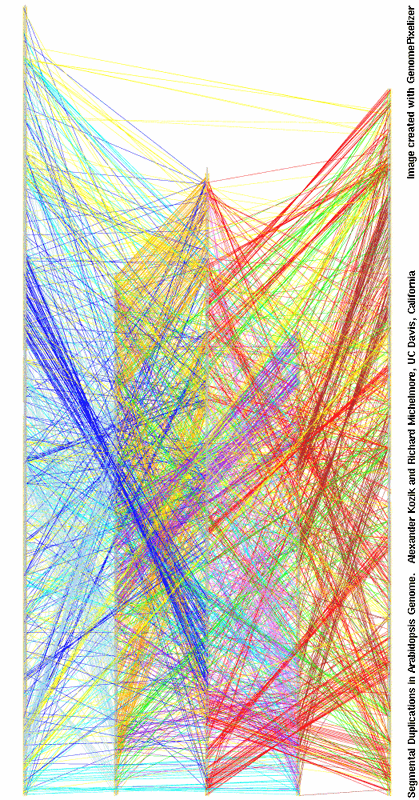 Segmental Duplications in Arabidopsis Genome. Alexander Kozik and Richard Michelmore, UC Davis, California Image created with GenomePixelizer